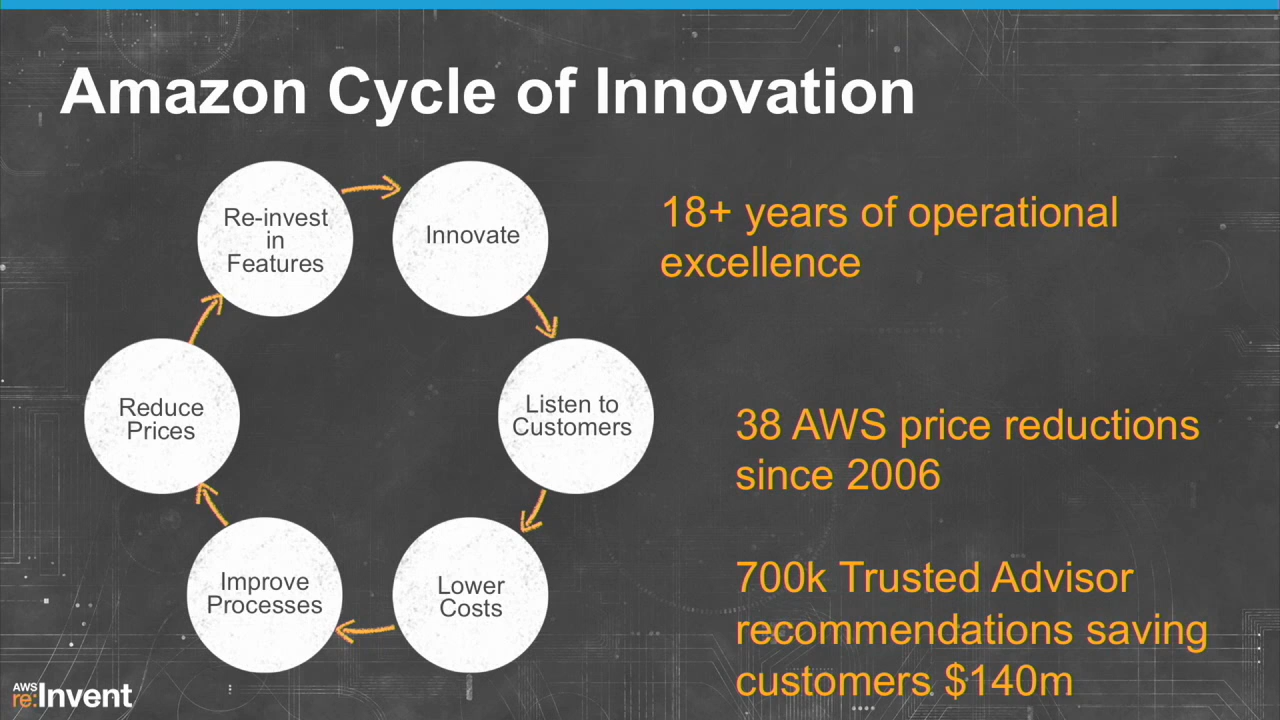 Amazon Cycle of Innovation
Re-invest
in
Features
Innovate
Listen to
Customers
Lower
Costs
Improve
Processes
Reduce
Prices
18+ years of operational
excellence
38 AWS price reductions
since 2006
700k Trusted Advisor
recommendations saving
customers $140m
AWS
re:Invent